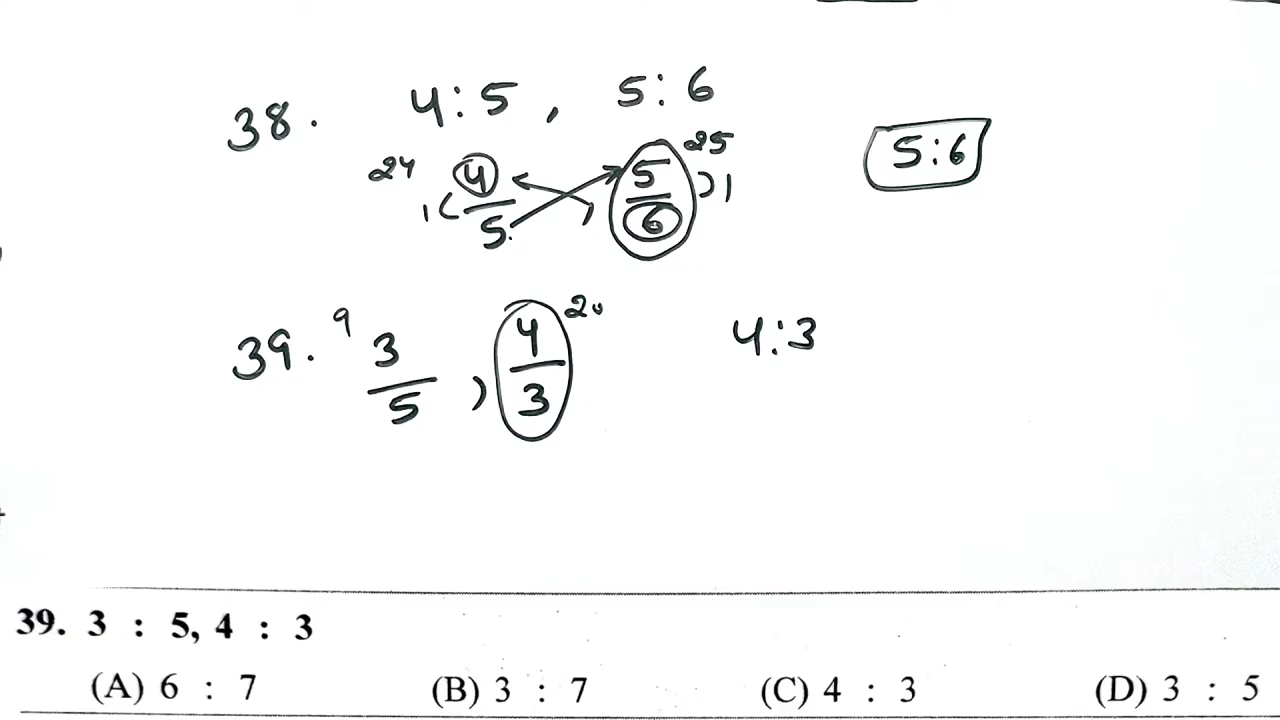 38. 4:5, 5:6
24 4/5 5/6 25 5:6
1 1
39. 9 3/5, 4/3 20 4:3
39. 3 : 5, 4 : 3
(A) 6 : 7 (B) 3 : 7 (C) 4 : 3 (D) 3 : 5